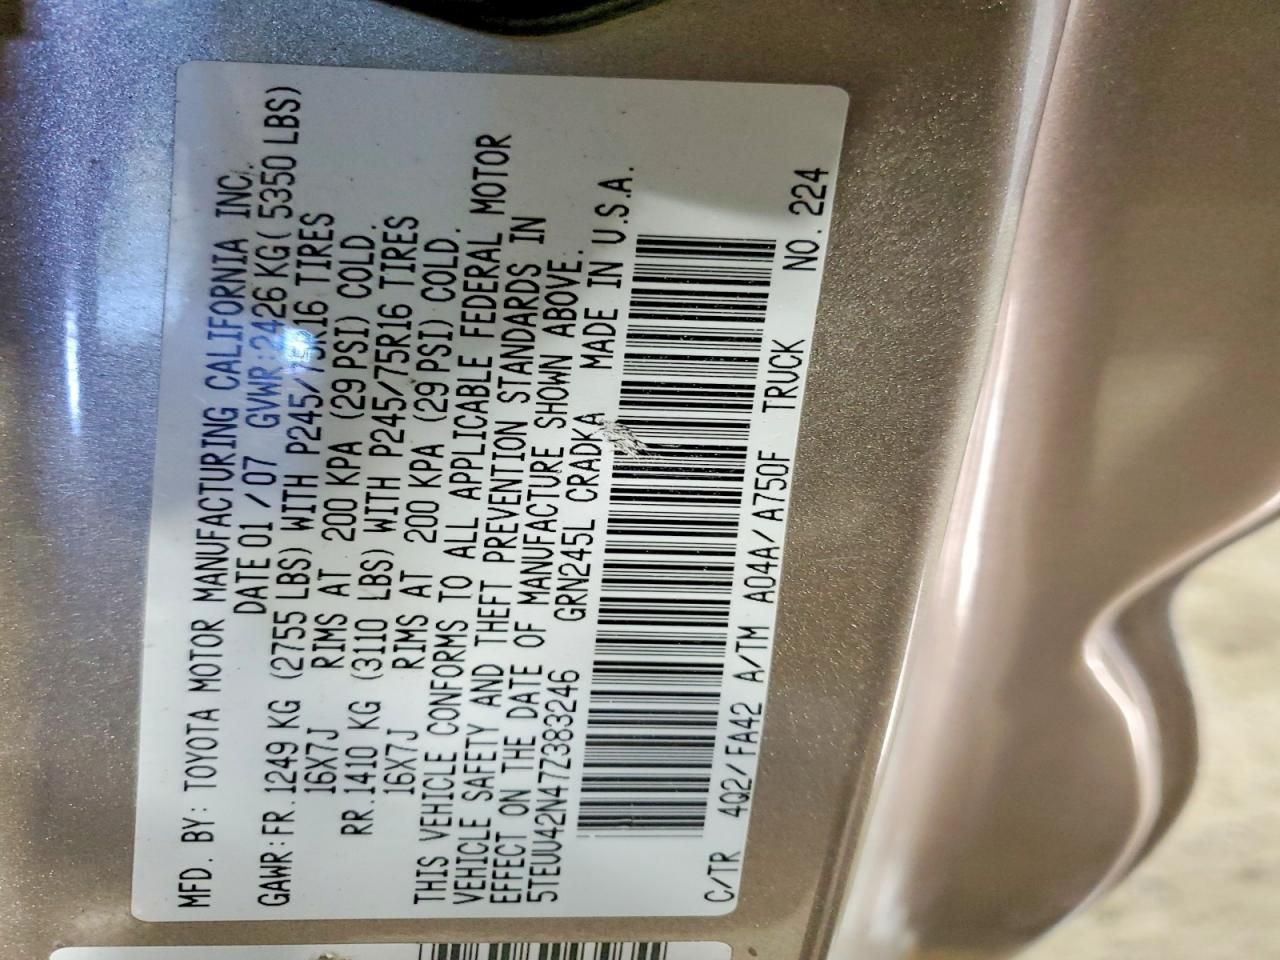 MFD. BY: TOYOTA MOTOR MANUFACTURING CALIFORNIA INC.
DATE 01 / 07 GVWR:2426 KG( 5350 LBS)
GAWR:FR. 1249 KG (2755 LBS) WITH P245/75R16 TIRES
16X7J RIMS AT 200 KPA (29 PSI) COLD.
RR. 1410 KG (3110 LBS) WITH P245/75R16 TIRES
16X7J RIMS AT 200 KPA (29 PSI) COLD.
THIS VEHICLE CONFORMS TO ALL APPLICABLE FEDERAL MOTOR
VEHICLE SAFETY AND THEFT PREVENTION STANDARDS IN
EFFECT ON THE DATE OF MANUFACTURE SHOWN ABOVE.
5TEUU42N47Z383246 GRN245L CRADKA MADE IN U.S.A.
C/TR 4Q2/FA42 A/TM A04A/A750F TRUCK NO. 224